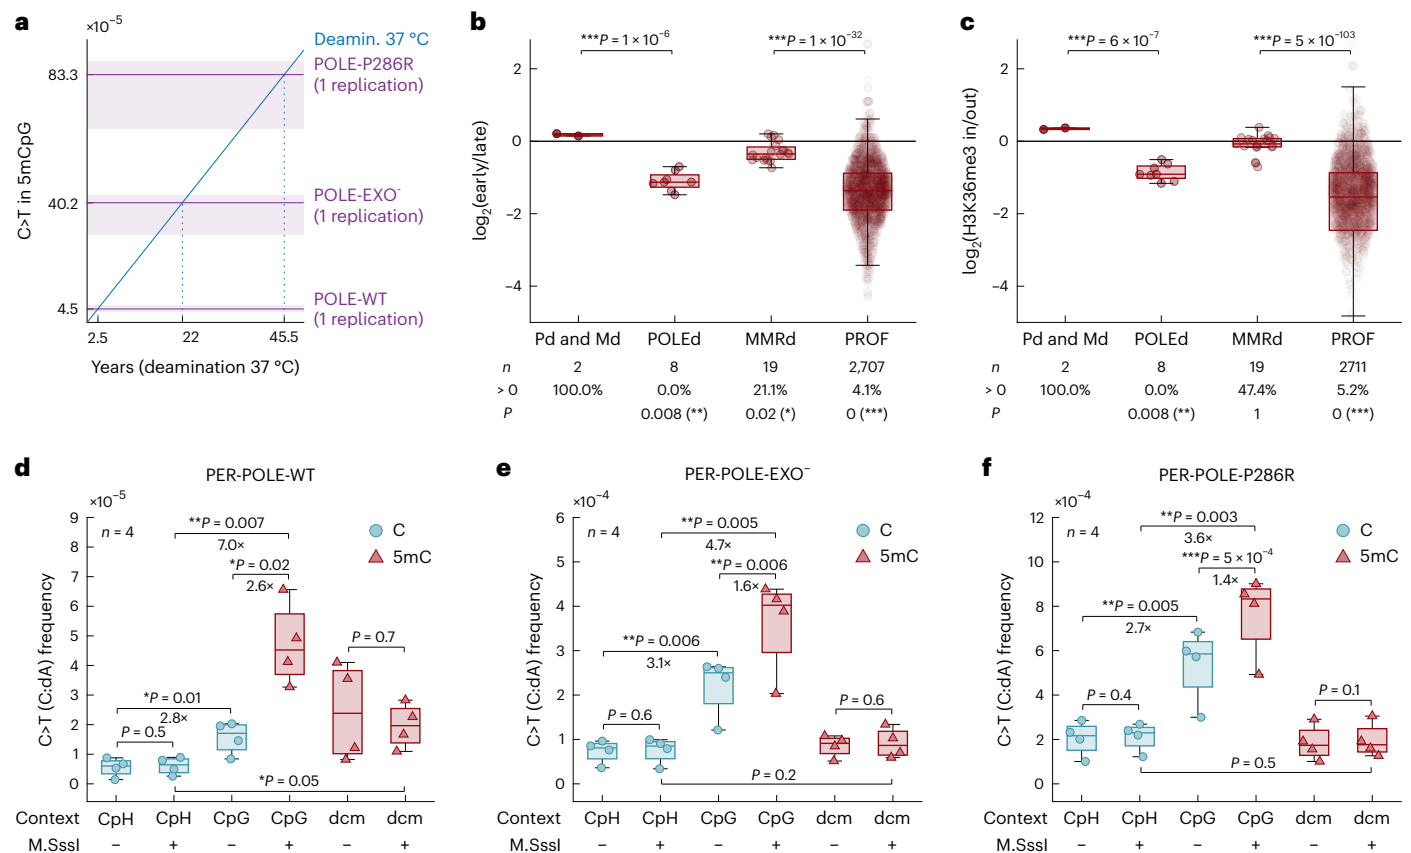 a
×10⁻⁵
C>T in 5mCpG
83.3
40.2
4.5
Deamin. 37 °C
POLE-P286R
(1 replication)
POLE-EXO⁻
(1 replication)
POLE-WT
(1 replication)
2.5 22 45.5
Years (deamination 37 °C)
b
***P = 1 × 10⁻⁶
***P = 1 × 10⁻³²
log₂(early/late)
2
0
−2
−4
Pd and Md POLEd MMRd PROF
n 2 8 19 2,707
> 0 100.0% 0.0% 21.1% 4.1%
P 0.008 (**) 0.02 (*) 0 (***)
c
***P = 6 × 10⁻⁷
***P = 5 × 10⁻¹⁰³
log₂(H3K36me3 in/out)
2
0
−2
−4
Pd and Md POLEd MMRd PROF
n 2 8 19 2711
> 0 100.0% 0.0% 47.4% 5.2%
P 0.008 (**) 1 0 (***)
d
PER-POLE-WT
×10⁻⁵
C>T (C:dA) frequency
9
8
7
6
5
4
3
2
1
0
n = 4
**P = 0.007
7.0×
*P = 0.02
2.6×
P = 0.7
*P = 0.01
2.8×
P = 0.5
*P = 0.05
C
5mC
Context CpH CpH CpG CpG dcm dcm
M.SssI − + − + − +
e
PER-POLE-EXO⁻
×10⁻⁴
C>T (C:dA) frequency
6
5
4
3
2
1
0
n = 4
**P = 0.005
4.7×
**P = 0.006
1.6×
**P = 0.006
3.1×
P = 0.6
P = 0.6
P = 0.2
C
5mC
Context CpH CpH CpG CpG dcm dcm
M.SssI − + − + − +
f
PER-POLE-P286R
×10⁻⁴
C>T (C:dA) frequency
12
10
8
6
4
2
0
n = 4
**P = 0.003
3.6×
***P = 5 × 10⁻⁴
1.4×
**P = 0.005
2.7×
P = 0.4
P = 0.1
P = 0.5
C
5mC
Context CpH CpH CpG CpG dcm dcm
M.SssI − + − + − +